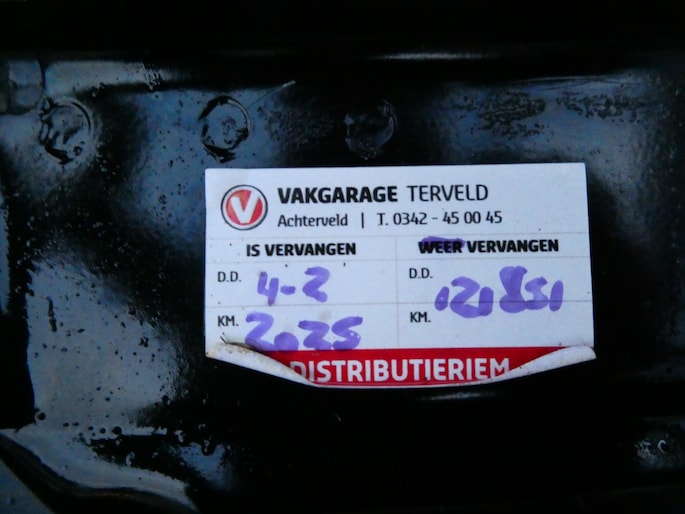 V VAKGARAGE TERVELD
Achterveld | T. 0342 - 45 00 45
IS VERVANGEN WEER VERVANGEN
D.D. 4-2 D.D. 121851
KM. 2025 KM.
DISTRIBUTIERIEM